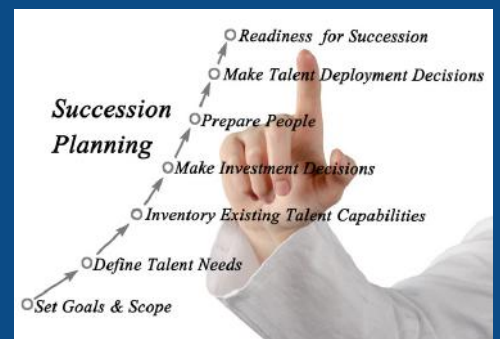 Readiness for Succession
Make Talent Deployment Decisions
Succession
Planning
Prepare People
Make Investment Decisions
Inventory Existing Talent Capabilities
Define Talent Needs
Set Goals & Scope